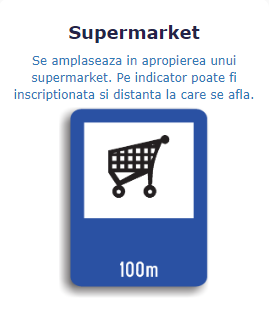 Supermarket
Se amplaseaza in apropierea unui
supermarket. Pe indicator poate fi
inscriptionata si distanta la care se afla.
100m